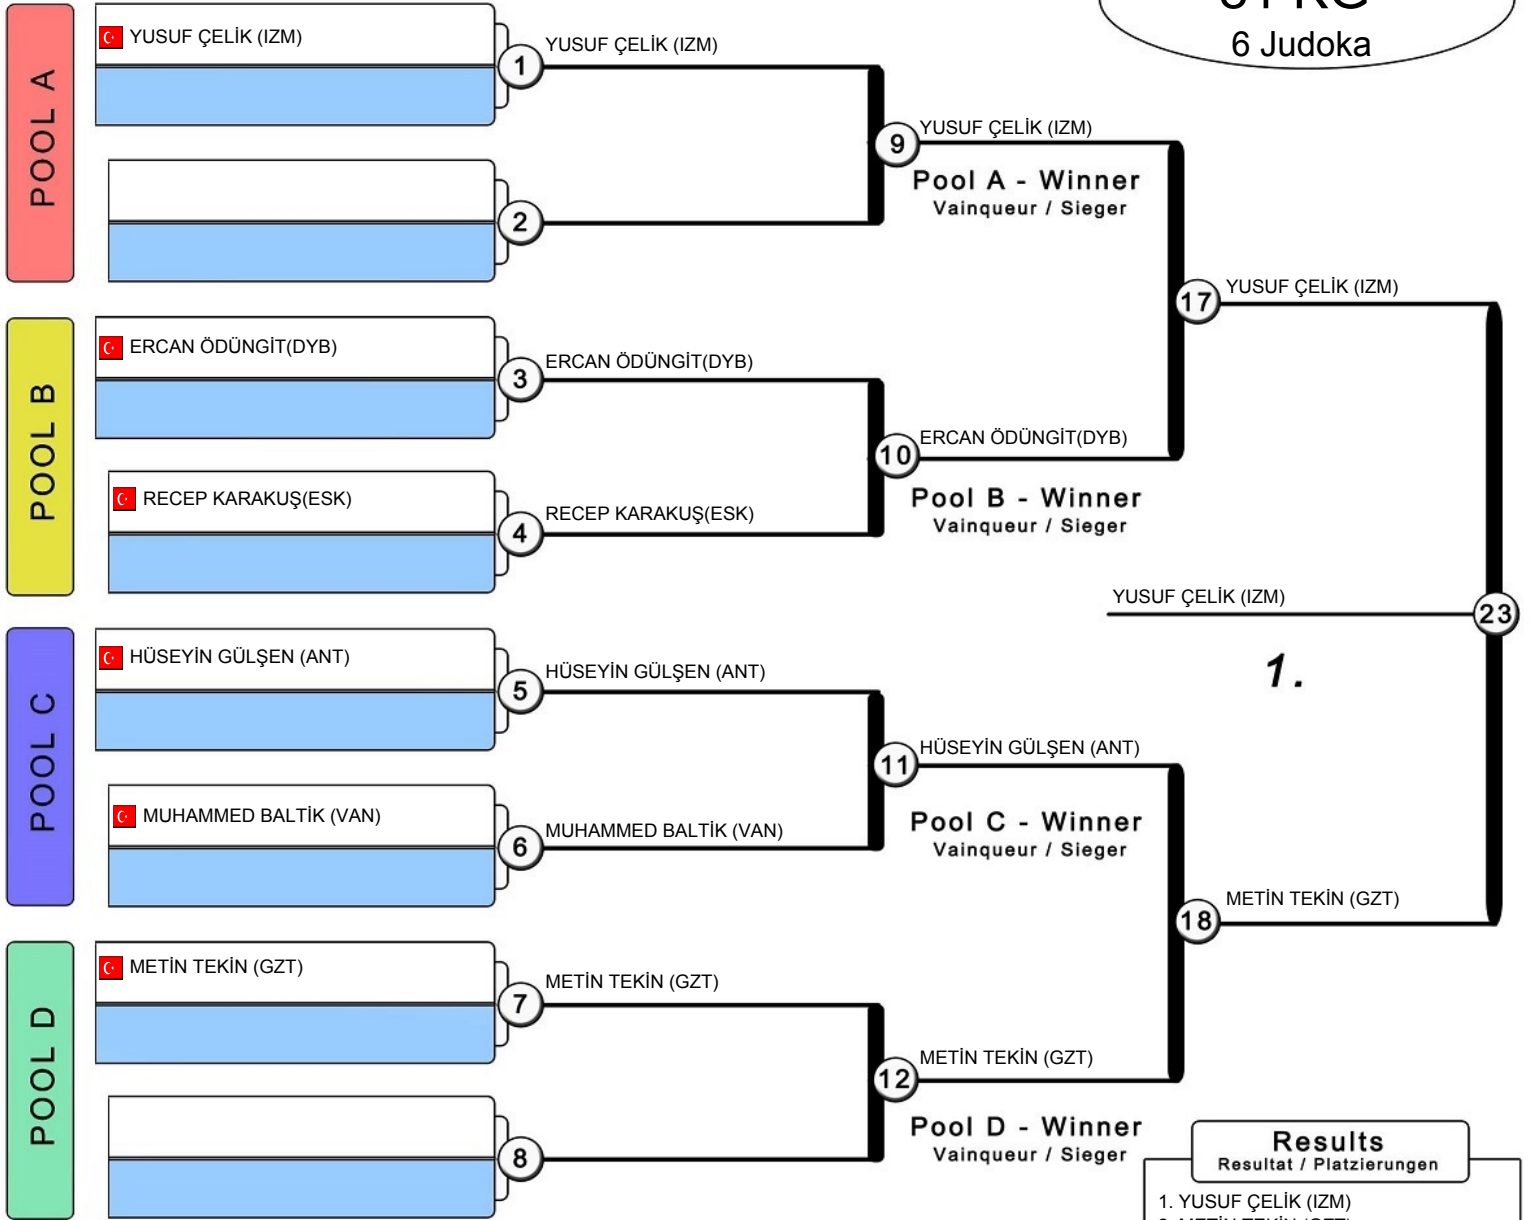 6 Judoka
POOL A
YUSUF ÇELİK (IZM)
1
YUSUF ÇELİK (IZM)
2
9
YUSUF ÇELİK (IZM)
Pool A - Winner
Vainqueur / Sieger
17
YUSUF ÇELİK (IZM)
POOL B
ERCAN ÖDÜNGİT(DYB)
3
ERCAN ÖDÜNGİT(DYB)
RECEP KARAKUŞ(ESK)
4
RECEP KARAKUŞ(ESK)
10
ERCAN ÖDÜNGİT(DYB)
Pool B - Winner
Vainqueur / Sieger
YUSUF ÇELİK (IZM)
23
1.
POOL C
HÜSEYİN GÜLŞEN (ANT)
5
HÜSEYİN GÜLŞEN (ANT)
MUHAMMED BALTİK (VAN)
6
MUHAMMED BALTİK (VAN)
11
HÜSEYİN GÜLŞEN (ANT)
Pool C - Winner
Vainqueur / Sieger
18
METİN TEKİN (GZT)
POOL D
METİN TEKİN (GZT)
7
METİN TEKİN (GZT)
8
12
METİN TEKİN (GZT)
Pool D - Winner
Vainqueur / Sieger
Results
Resultat / Platzierungen
1. YUSUF ÇELİK (IZM)